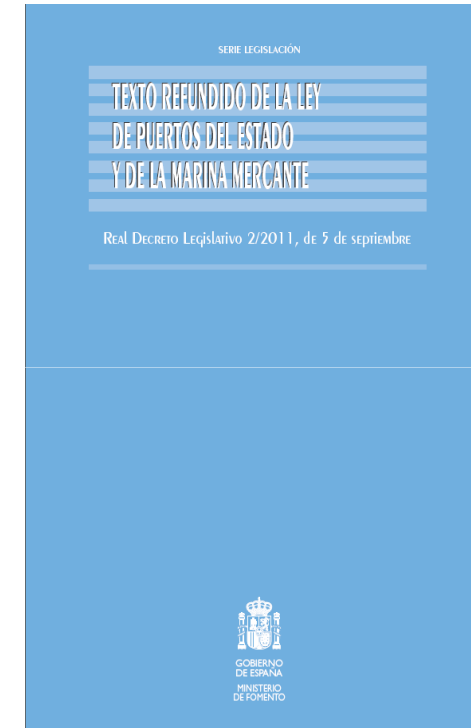 SERIE LEGISLACIÓN
TEXTO REFUNDIDO DE LA LEY
DE PUERTOS DEL ESTADO
Y DE LA MARINA MERCANTE
Real Decreto Legislativo 2/2011, de 5 de septiembre
GOBIERNO
DE ESPAÑA
MINISTERIO
DE FOMENTO